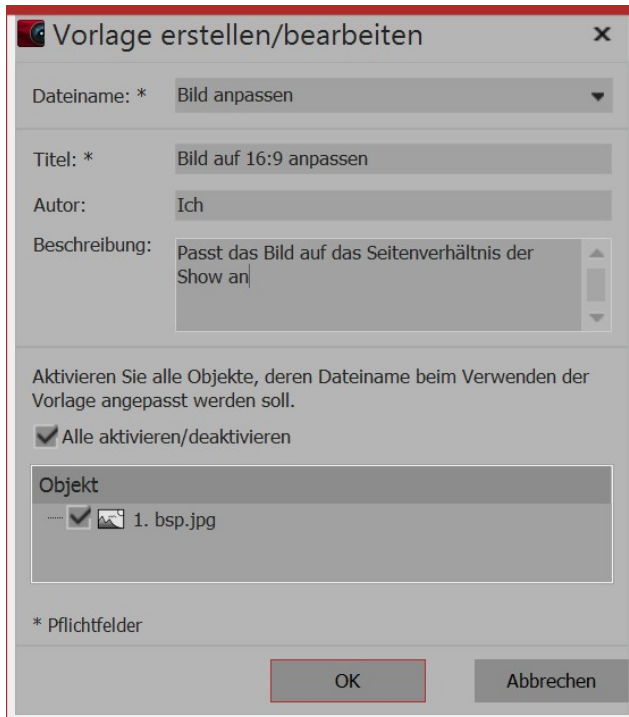 Vorlage erstellen/bearbeiten
Dateiname: * Bild anpassen
Titel: * Bild auf 16:9 anpassen
Autor: Ich
Beschreibung: Passt das Bild auf das Seitenverhältnis der
Show an
Aktivieren Sie alle Objekte, deren Dateiname beim Verwenden der
Vorlage angepasst werden soll.
Alle aktivieren/deaktivieren
Objekt
1. bsp.jpg
* Pflichtfelder
OK Abbrechen